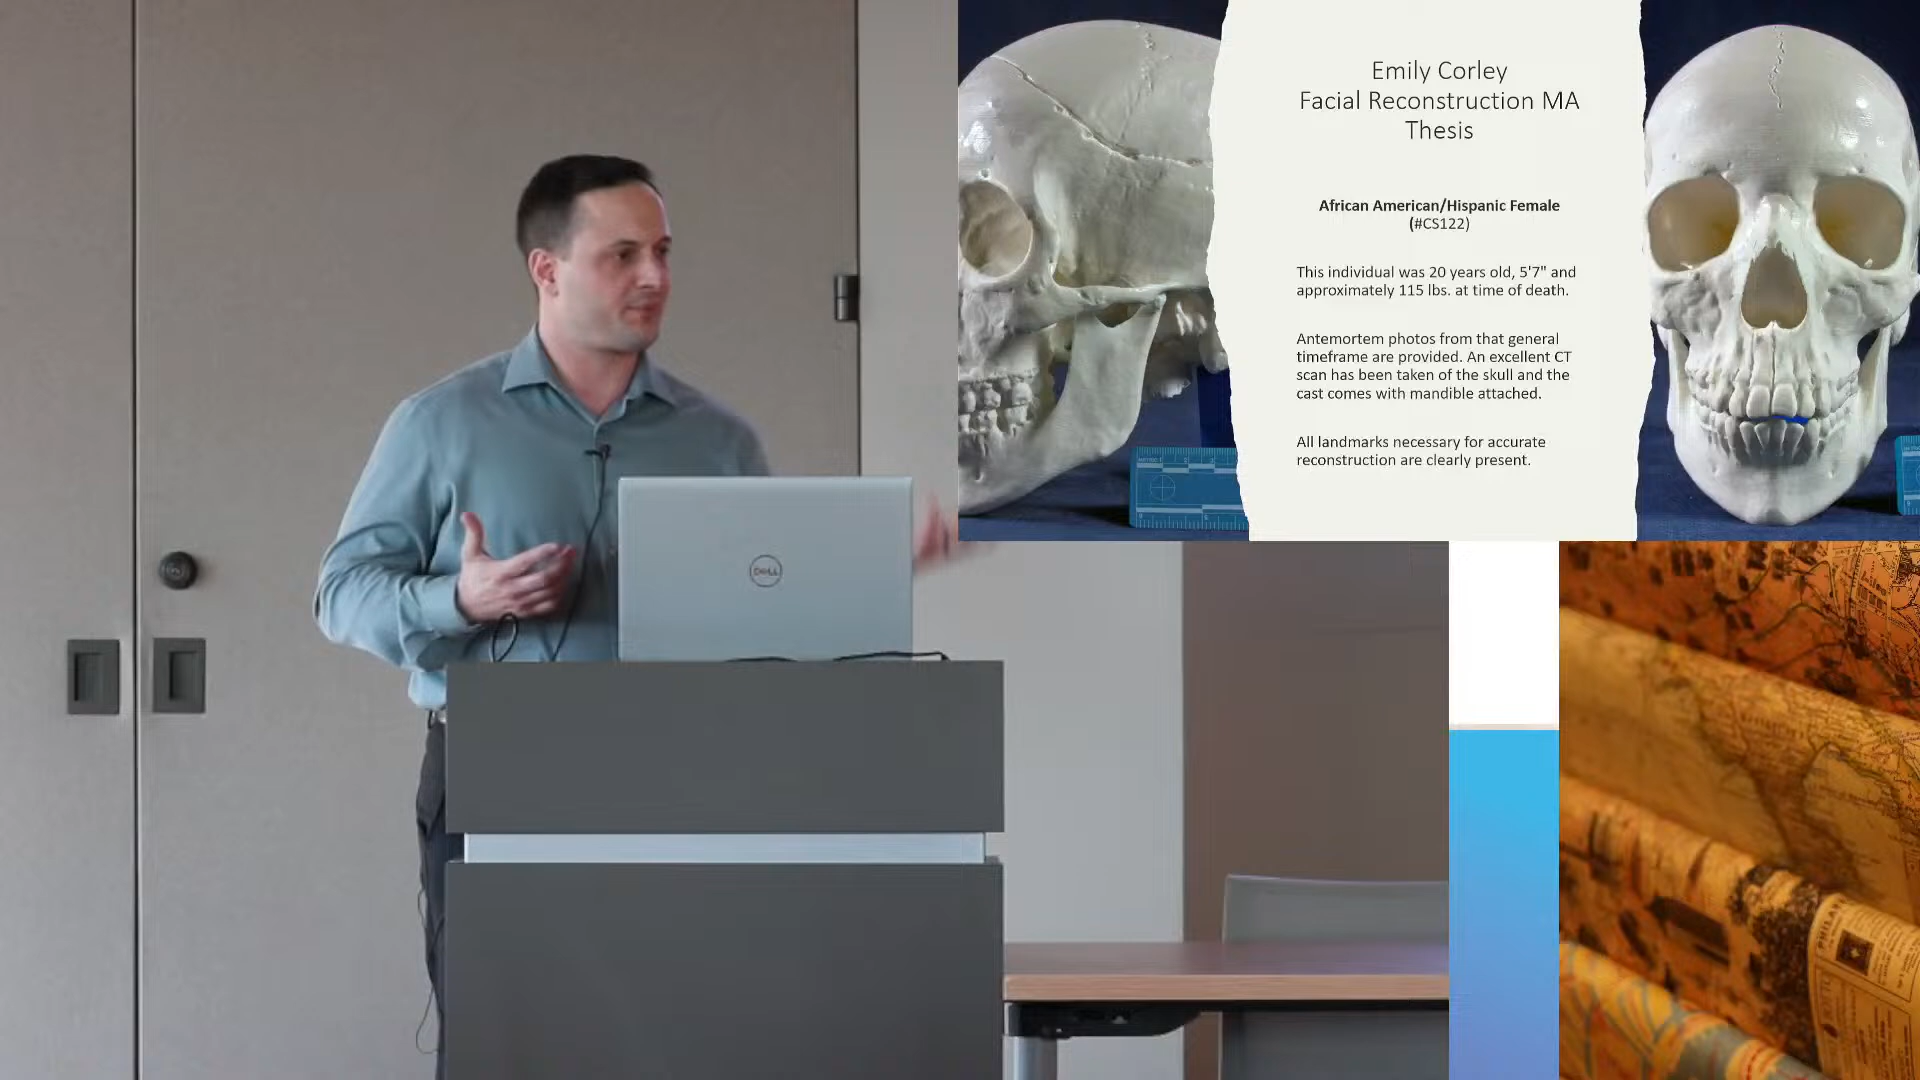 Emily Corley
Facial Reconstruction MA
Thesis
African American/Hispanic Female
(#CS122)
This individual was 20 years old, 5'7" and
approximately 115 lbs. at time of death.
Antemortem photos from that general
timeframe are provided. An excellent CT
scan has been taken of the skull and the
cast comes with mandible attached.
All landmarks necessary for accurate
reconstruction are clearly present.
DELL